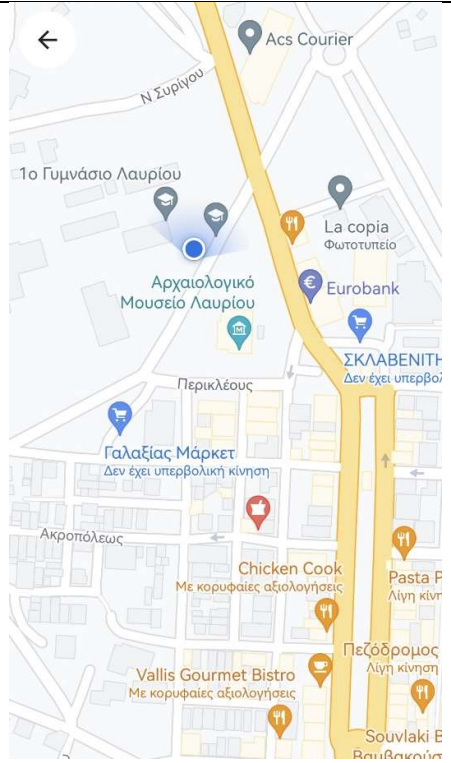 Acs Courier
Ν Συρίγου
1ο Γυμνάσιο Λαυρίου
La copia
Φωτοτυπείο
Αρχαιολογικό
Μουσείο Λαυρίου
Eurobank
ΣΚΛΑΒΕΝΙΤΗ
Δεν έχει υπερβολ
Περικλέους
Γαλαξίας Μάρκετ
Δεν έχει υπερβολική κίνηση
Ακροπόλεως
Chicken Cook
Με κορυφαίες αξιολογήσεις
Pasta P
Λίγη κίν
Πεζόδρομος
Λίγη κίνηση
Vallis Gourmet Bistro
Με κορυφαίες αξιολογήσεις
Souvlaki B
Βαμβακούσ